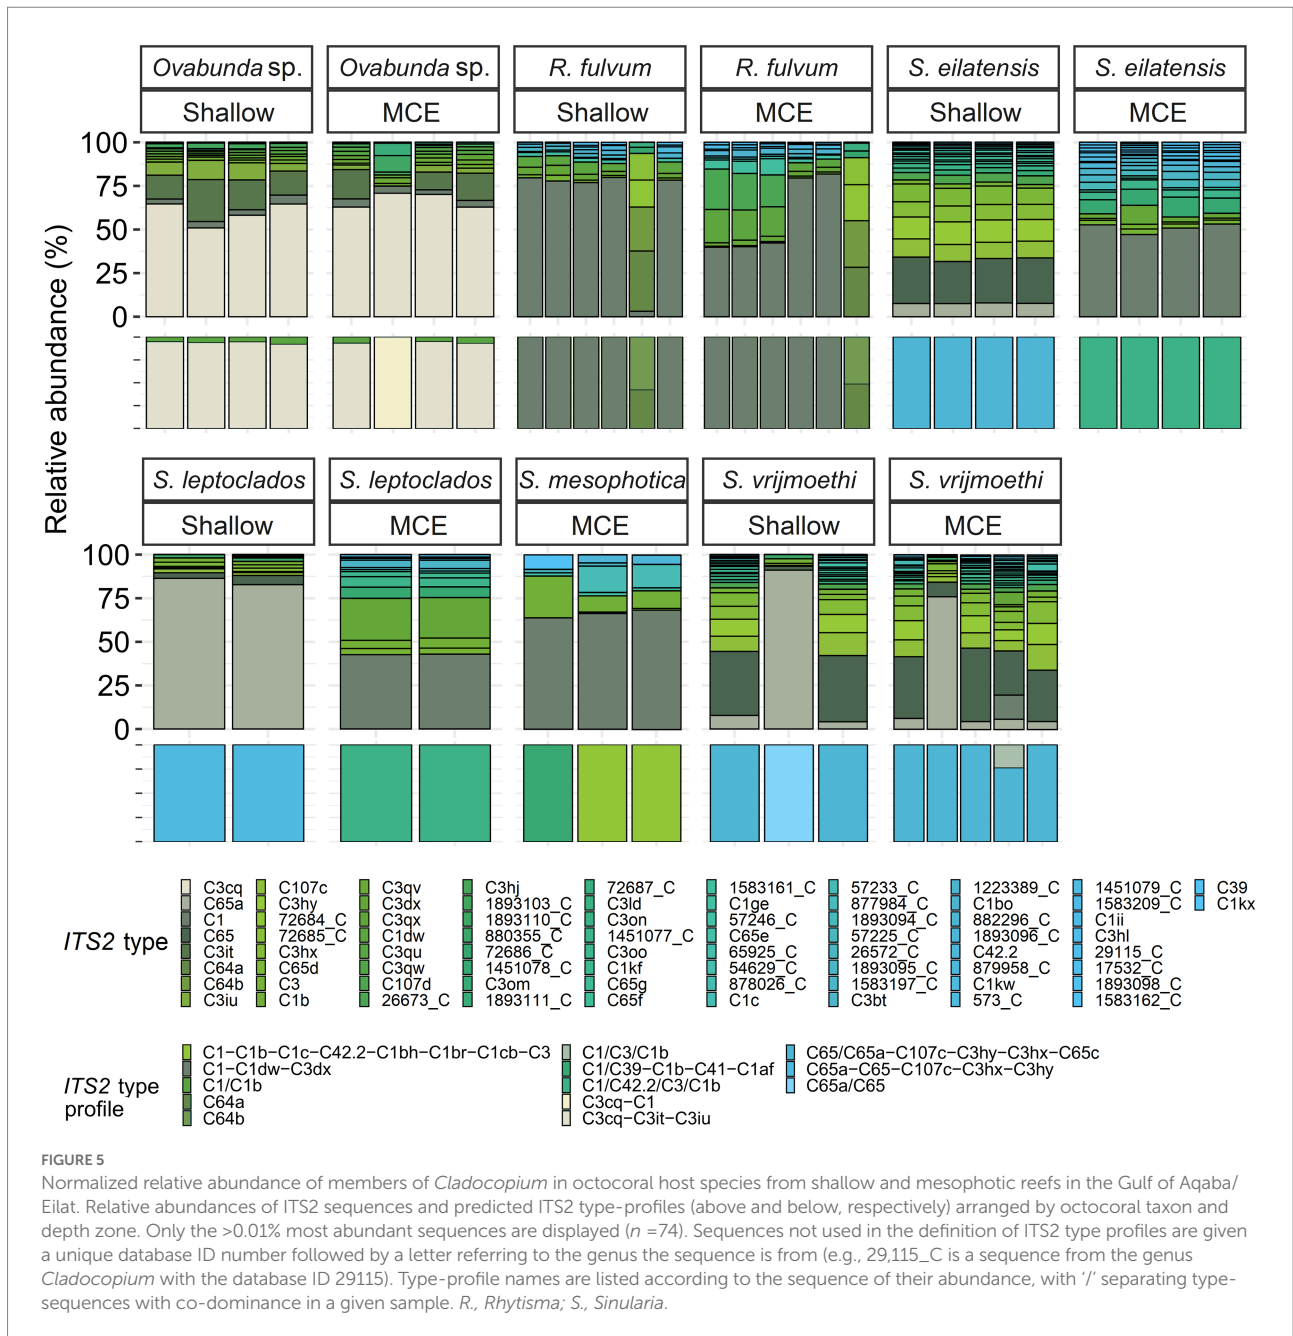 Ovabunda sp.
Ovabunda sp.
R. fulvum
R. fulvum
S. eilatensis
S. eilatensis
Shallow
MCE
Shallow
MCE
Shallow
MCE
100
75
50
25
0
Relative abundance (%)
S. leptoclados
S. leptoclados
S. mesophotica
S. vrijmoethi
S. vrijmoethi
Shallow
MCE
MCE
Shallow
MCE
100
75
50
25
0
ITS2 type
C3cq
C65a
C1
C65
C3it
C64a
C64b
C3iu
C107c
C3hy
72684_C
72685_C
C3hx
C65d
C3
C1b
C3qv
C3dx
C3qx
C1dw
C3qu
C3qw
C107d
26673_C
C3hj
1893103_C
1893110_C
880355_C
72686_C
1451078_C
C3om
1893111_C
72687_C
C3ld
C3on
1451077_C
C3oo
C1kf
C65g
C65f
1583161_C
C1ge
57246_C
C65e
65925_C
54629_C
878026_C
C1c
57233_C
877984_C
1893094_C
57225_C
26572_C
1893095_C
1583197_C
C3bt
1223389_C
C1bo
882296_C
1893096_C
C42.2
879958_C
C1kw
573_C
1451079_C
1583209_C
C1ii
C3hl
29115_C
17532_C
1893098_C
1583162_C
C39
C1kx
ITS2 type
profile
C1−C1b−C1c−C42.2−C1bh−C1br−C1cb−C3
C1−C1dw−C3dx
C1/C1b
C64a
C64b
C1/C3/C1b
C1/C39−C1b−C41−C1af
C1/C42.2/C3/C1b
C3cq−C1
C3cq−C3it−C3iu
C65/C65a−C107c−C3hy−C3hx−C65c
C65a−C65−C107c−C3hx−C3hy
C65a/C65
FIGURE 5
Normalized relative abundance of members of Cladocopium in octocoral host species from shallow and mesophotic reefs in the Gulf of Aqaba/
Eilat. Relative abundances of ITS2 sequences and predicted ITS2 type-profiles (above and below, respectively) arranged by octocoral taxon and
depth zone. Only the >0.01% most abundant sequences are displayed (n =74). Sequences not used in the definition of ITS2 type profiles are given
a unique database ID number followed by a letter referring to the genus the sequence is from (e.g., 29,115_C is a sequence from the genus
Cladocopium with the database ID 29115). Type-profile names are listed according to the sequence of their abundance, with ‘/’ separating type-
sequences with co-dominance in a given sample. R., Rhytisma; S., Sinularia.